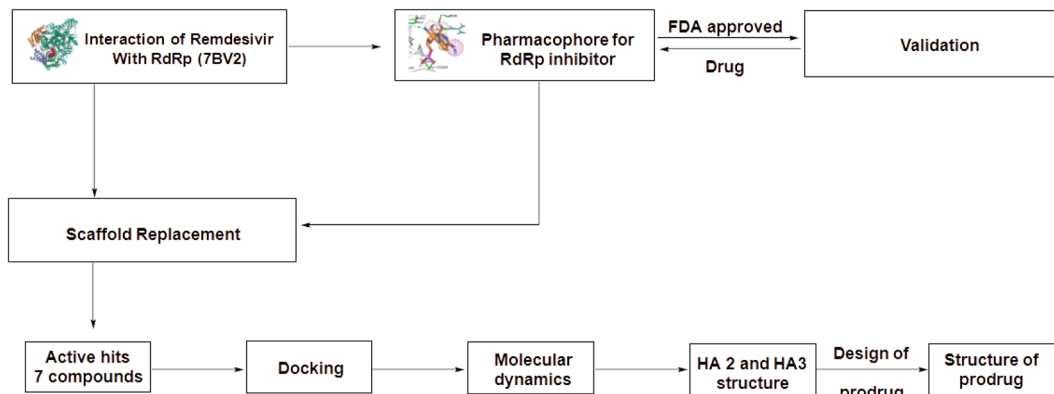 Interaction of Remdesivir
With RdRp (7BV2)
Pharmacophore for
RdRp inhibitor
FDA approved
Drug
Validation
Scaffold Replacement
Active hits
7 compounds
Docking
Molecular
dynamics
HA 2 and HA3
structure
Design of
prodrug
Structure of
prodrug